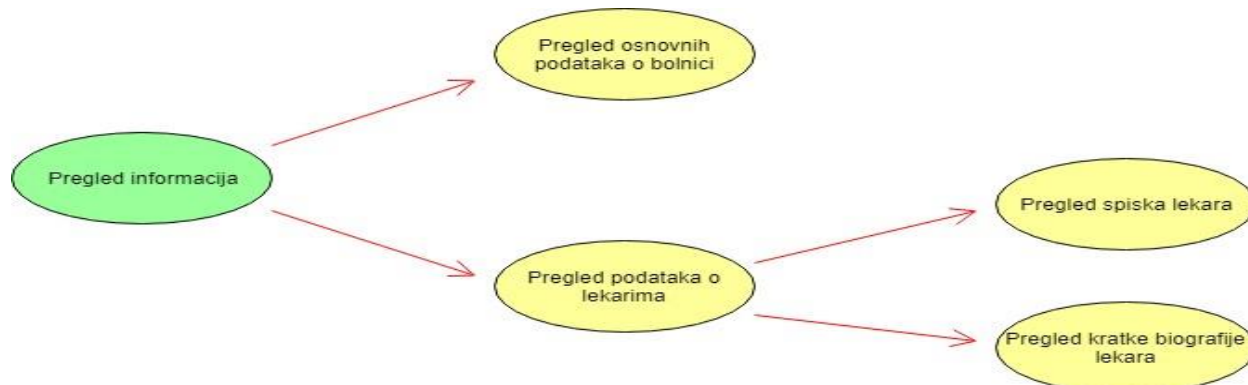 Pregled osnovnih
podataka o bolnici
Pregled informacija
Pregled spiska lekara
Pregled podataka o
lekarima
Pregled kratke biografije
lekara